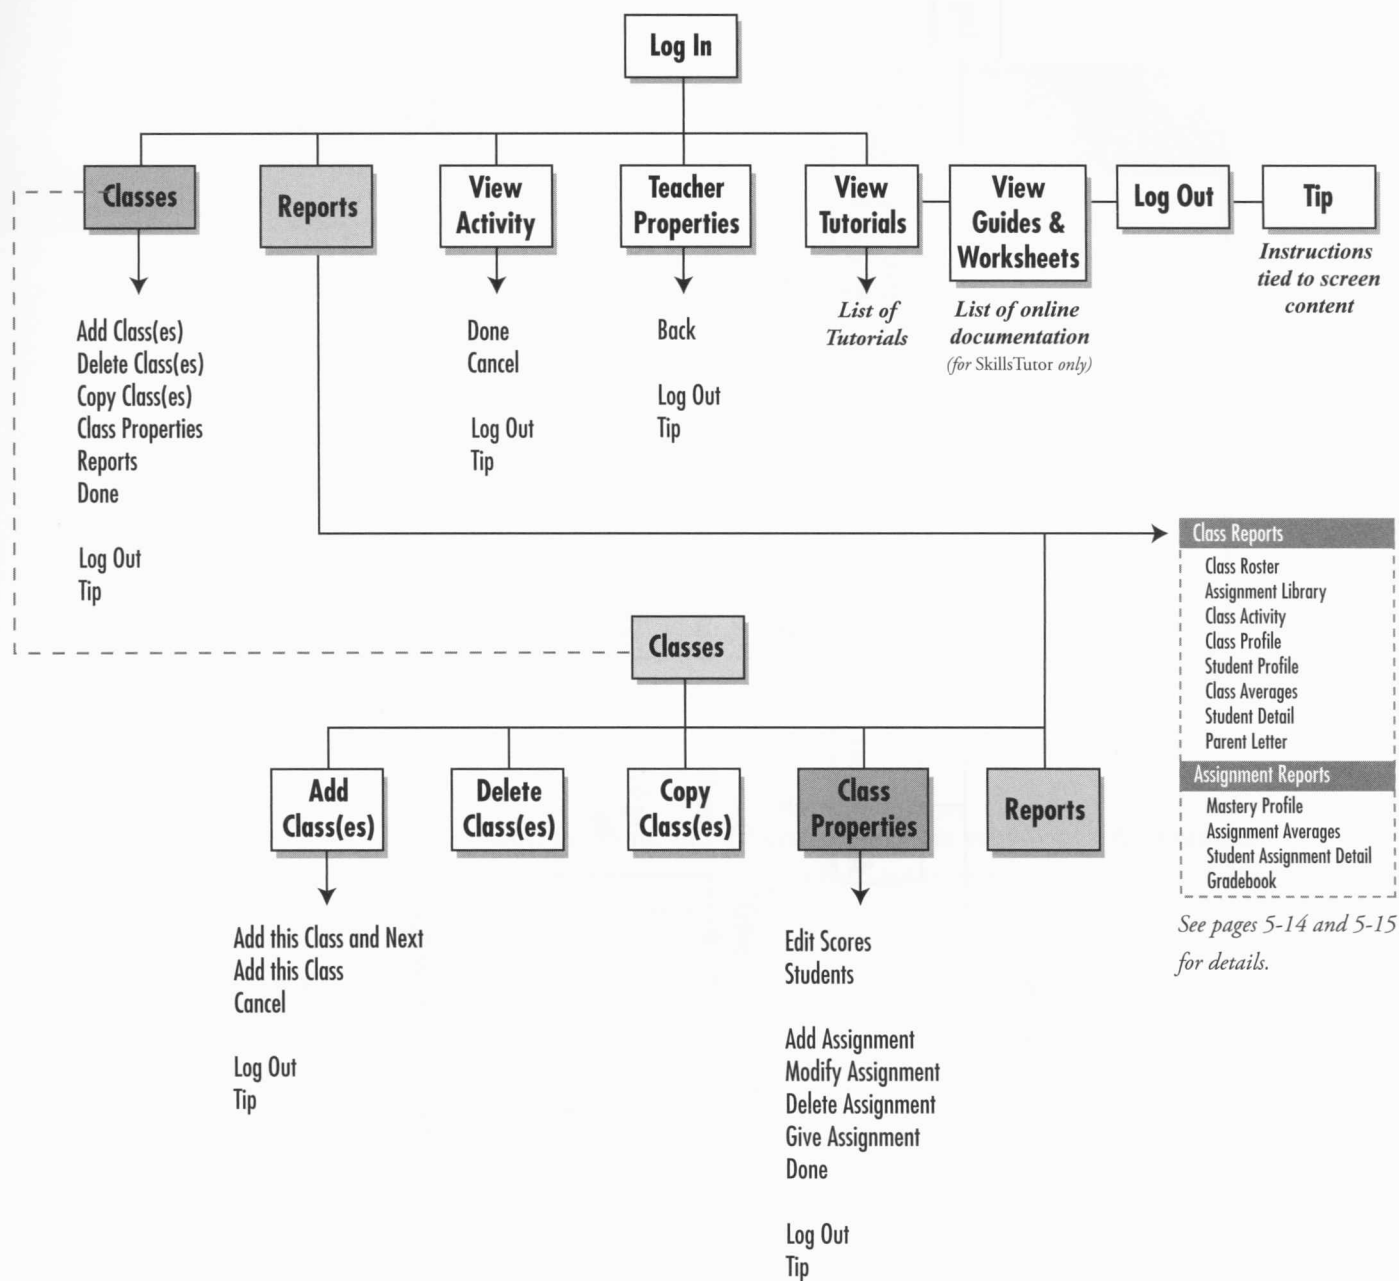 Log In
Classes
Reports
View
Activity
Teacher
Properties
View
Tutorials
View
Guides &
Worksheets
Log Out
Tip
Instructions
tied to screen
content
List of
Tutorials
List of online
documentation
(for SkillsTutor only)
Add Class(es)
Delete Class(es)
Copy Class(es)
Class Properties
Reports
Done
Log Out
Tip
Done
Cancel
Log Out
Tip
Back
Log Out
Tip
Class Reports
Class Roster
Assignment Library
Class Activity
Class Profile
Student Profile
Class Averages
Student Detail
Parent Letter
Assignment Reports
Mastery Profile
Assignment Averages
Student Assignment Detail
Gradebook
See pages 5-14 and 5-15
for details.
Classes
Add
Class(es)
Delete
Class(es)
Copy
Class(es)
Class
Properties
Reports
Add this Class and Next
Add this Class
Cancel
Log Out
Tip
Edit Scores
Students
Add Assignment
Modify Assignment
Delete Assignment
Give Assignment
Done
Log Out
Tip